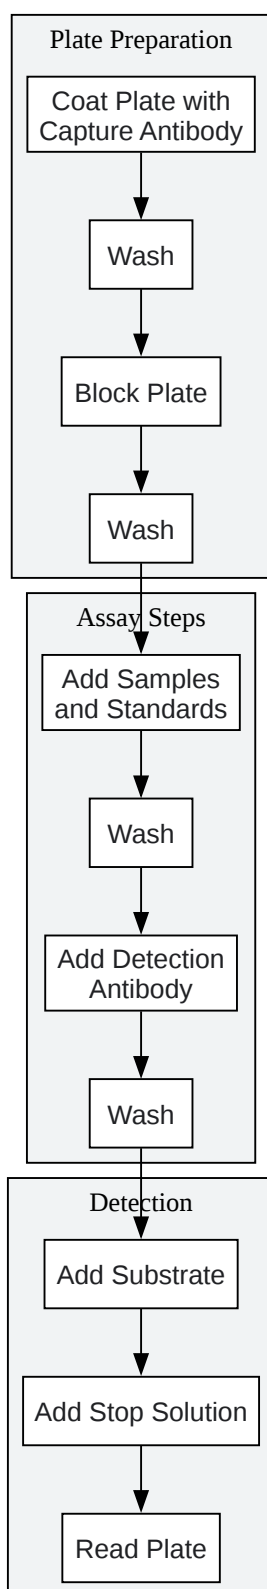 Plate Preparation
Coat Plate with
Capture Antibody
Wash
Block Plate
Wash
Assay Steps
Add Samples
and Standards
Wash
Add Detection
Antibody
Wash
Detection
Add Substrate
Add Stop Solution
Read Plate